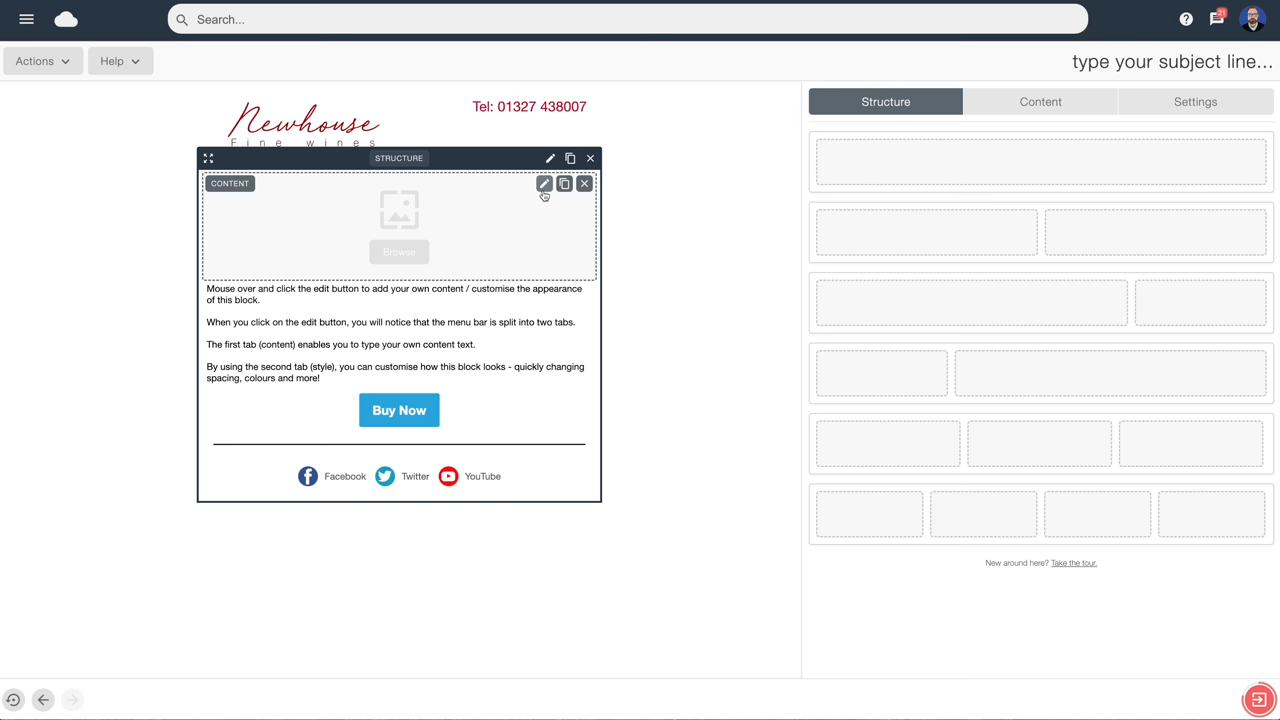 Search...
21
Actions
Help
type your subject line...
Newhouse
Fine wines
Tel: 01327 438007
STRUCTURE
CONTENT
Browse
Mouse over and click the edit button to add your own content / customise the appearance
of this block.
When you click on the edit button, you will notice that the menu bar is split into two tabs.
The first tab (content) enables you to type your own content text.
By using the second tab (style), you can customise how this block looks - quickly changing
spacing, colours and more!
Buy Now
Facebook Twitter YouTube
Structure
Content
Settings
New around here? Take the tour.